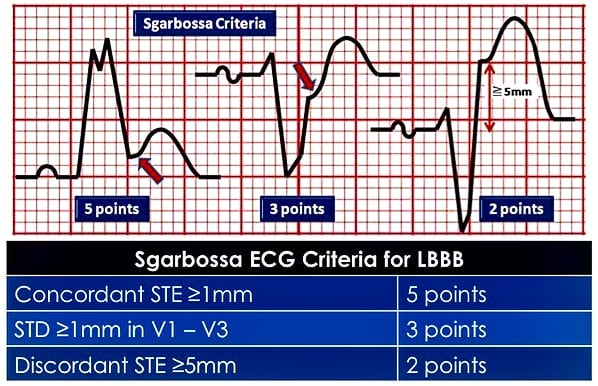 Sgarbossa Criteria
≧ 5mm
5 points
3 points
2 points
Sgarbossa ECG Criteria for LBBB
Concordant STE ≥1mm
5 points
STD ≥1mm in V1 – V3
3 points
Discordant STE ≥5mm
2 points